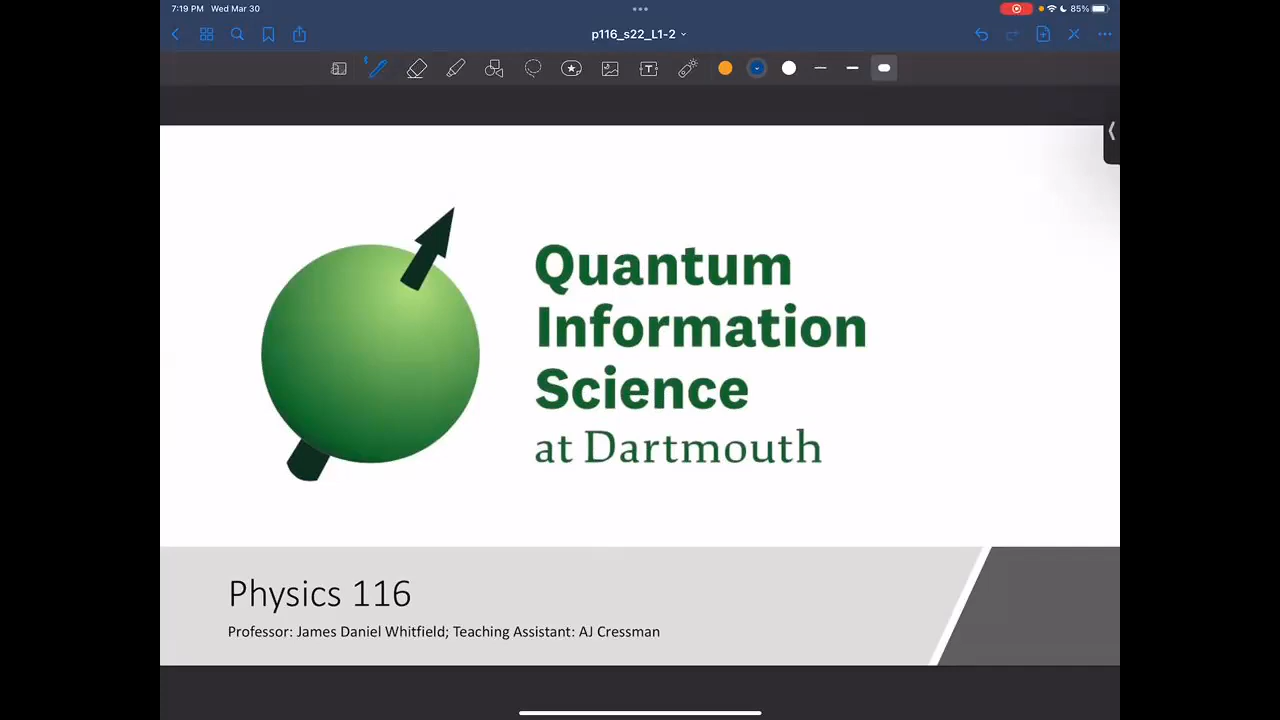 7:19 PM Wed Mar 30
85%
p116_s22_L1-2
T
Quantum
Information
Science
at Dartmouth
Physics 116
Professor: James Daniel Whitfield; Teaching Assistant: AJ Cressman